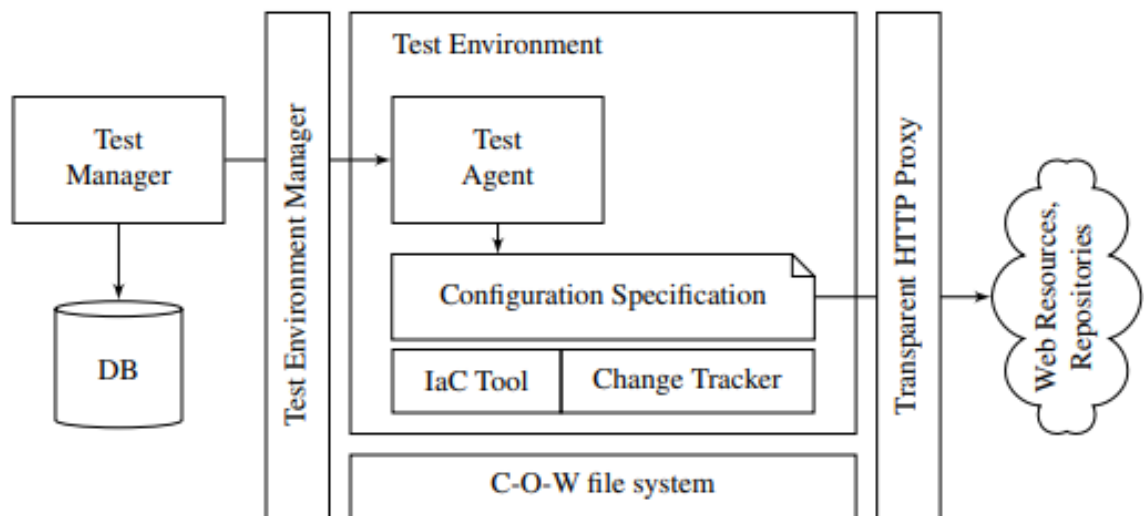 Test Environment
Test
Manager
Test Environment Manager
Test
Agent
Configuration Specification
IaC Tool
Change Tracker
DB
C-O-W file system
Transparent HTTP Proxy
Web Resources,
Repositories